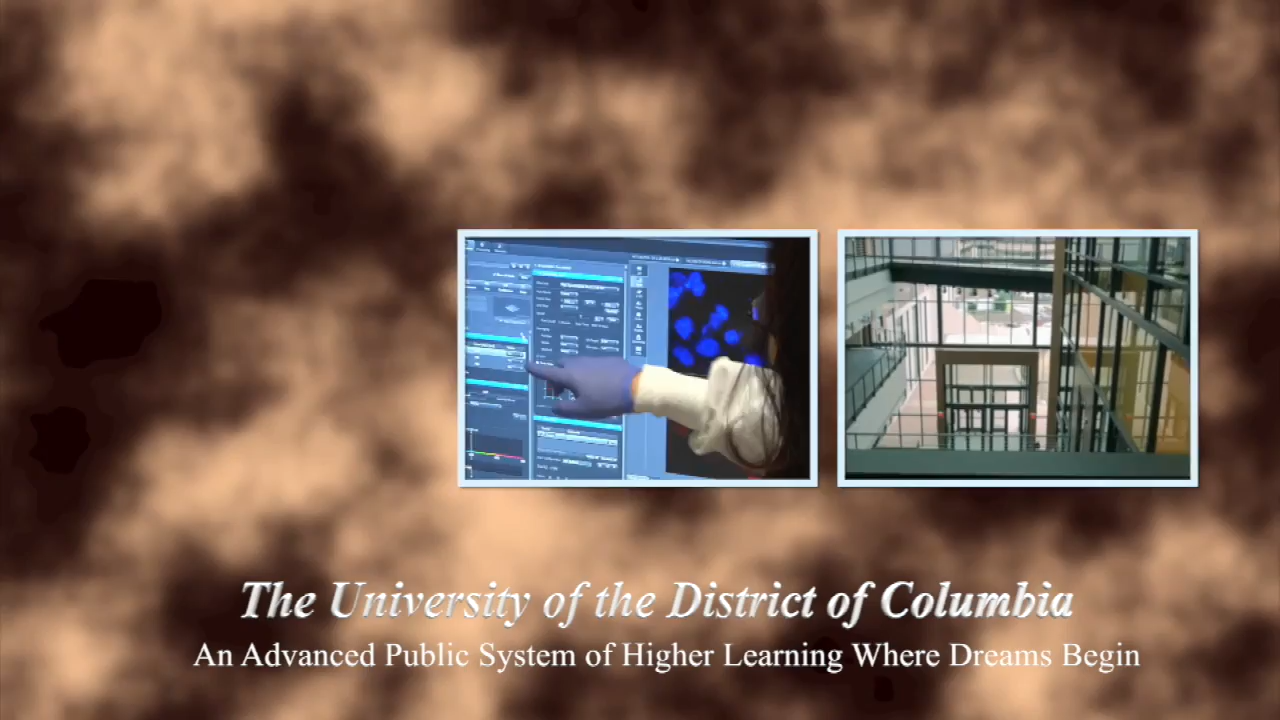 The University of the District of Columbia
An Advanced Public System of Higher Learning Where Dreams Begin